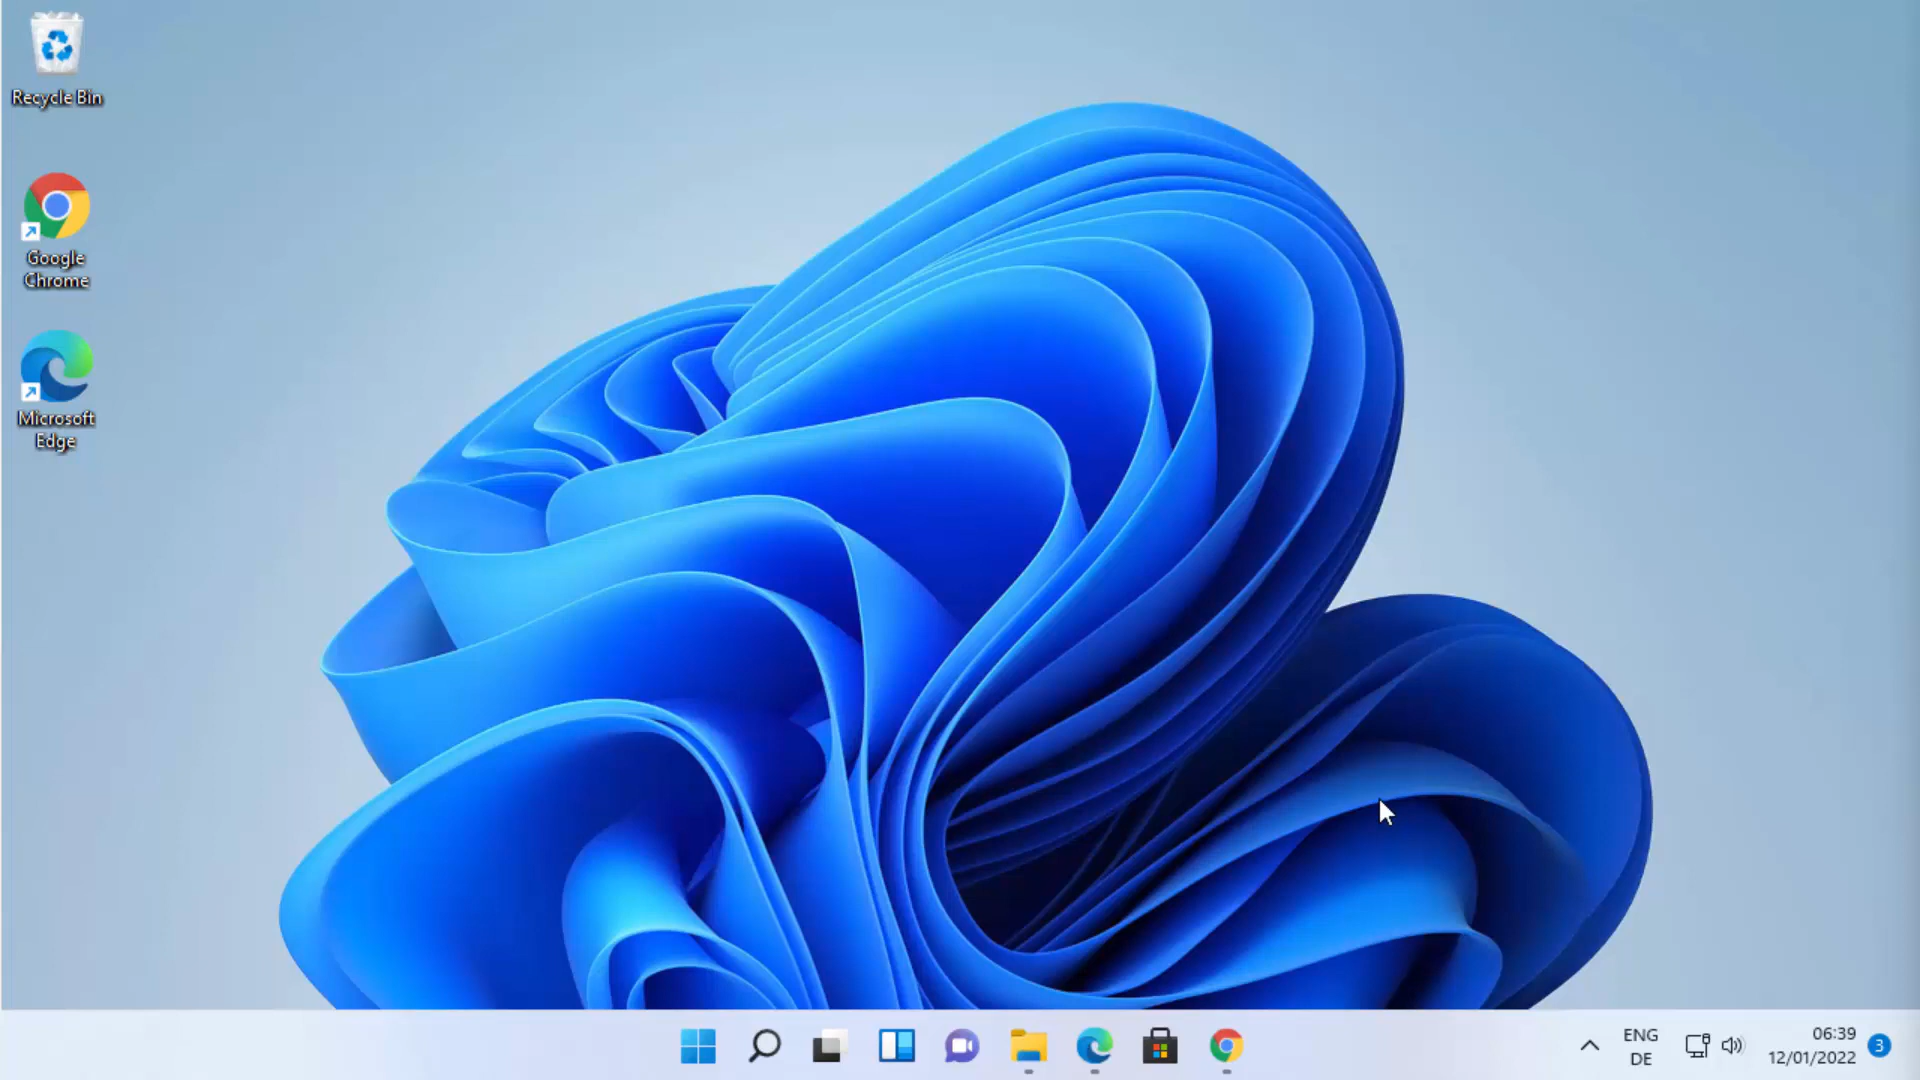 Recycle Bin
Google
Chrome
Microsoft
Edge
ENG
DE
06:39
12/01/2022
3